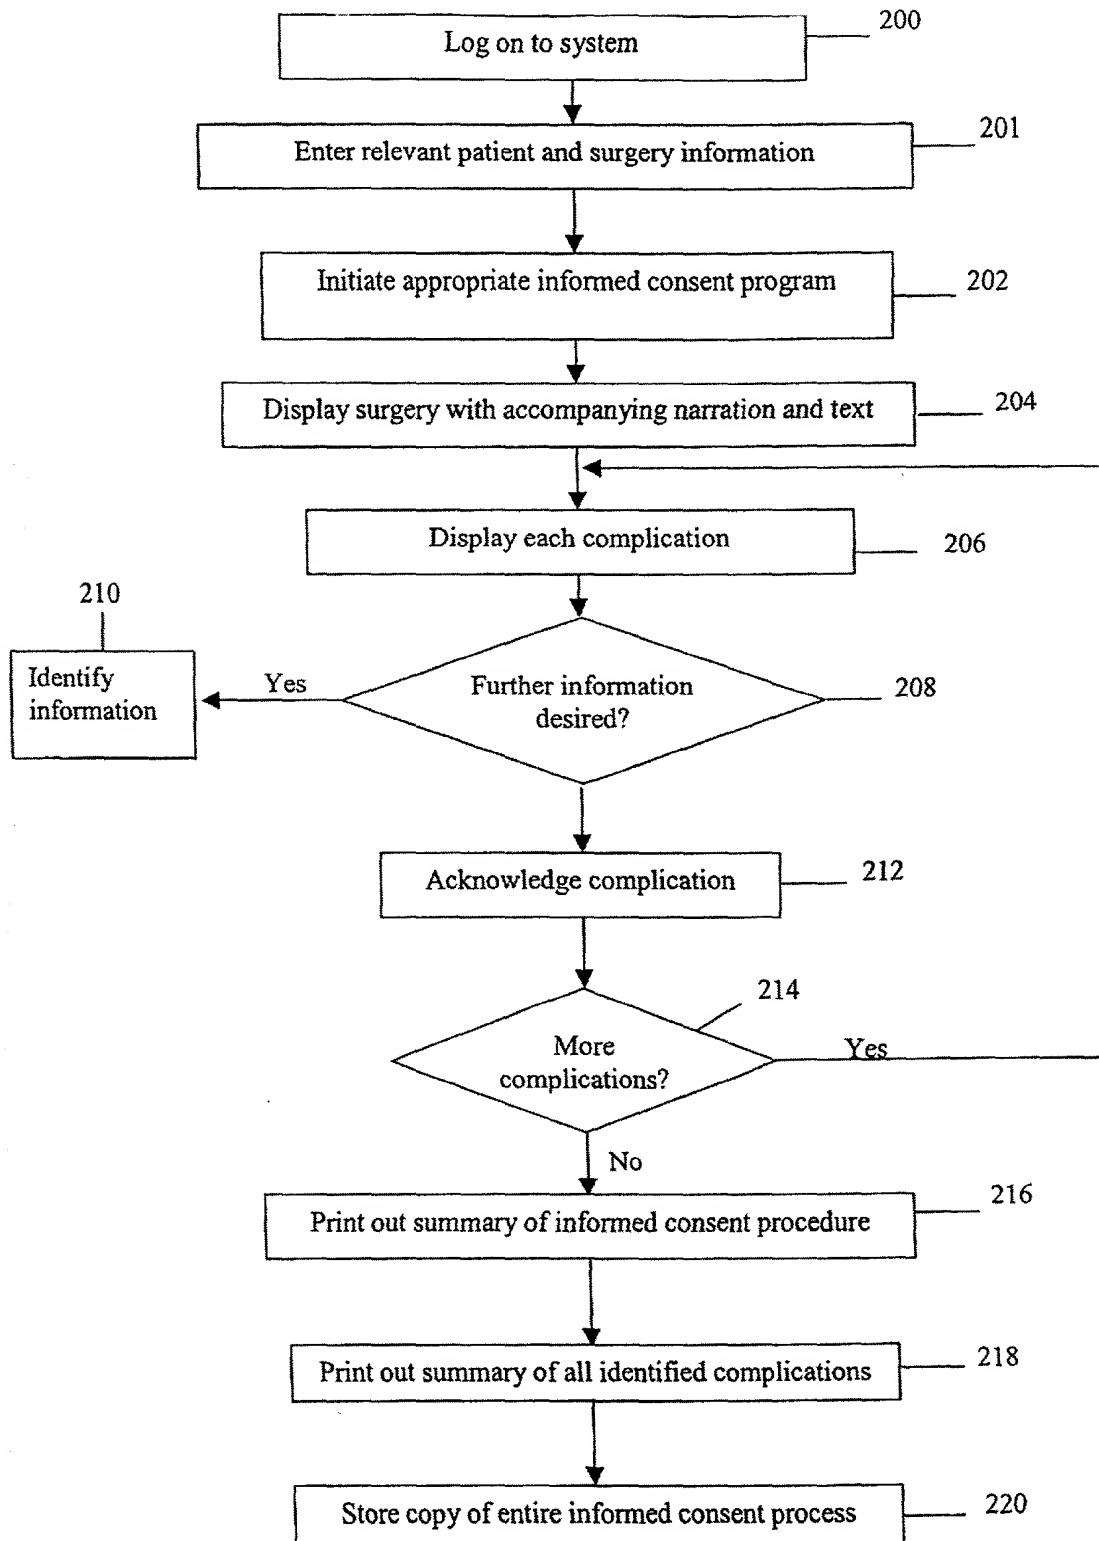 200
Log on to system
201
Enter relevant patient and surgery information
Initiate appropriate informed consent program
202
Display surgery with accompanying narration and text
204
Display each complication
206
210
Identify
information
Yes
Further information
desired?
208
Acknowledge complication
212
214
More
complications?
Yes
No
216
Print out summary of informed consent procedure
218
Print out summary of all identified complications
Store copy of entire informed consent process
220